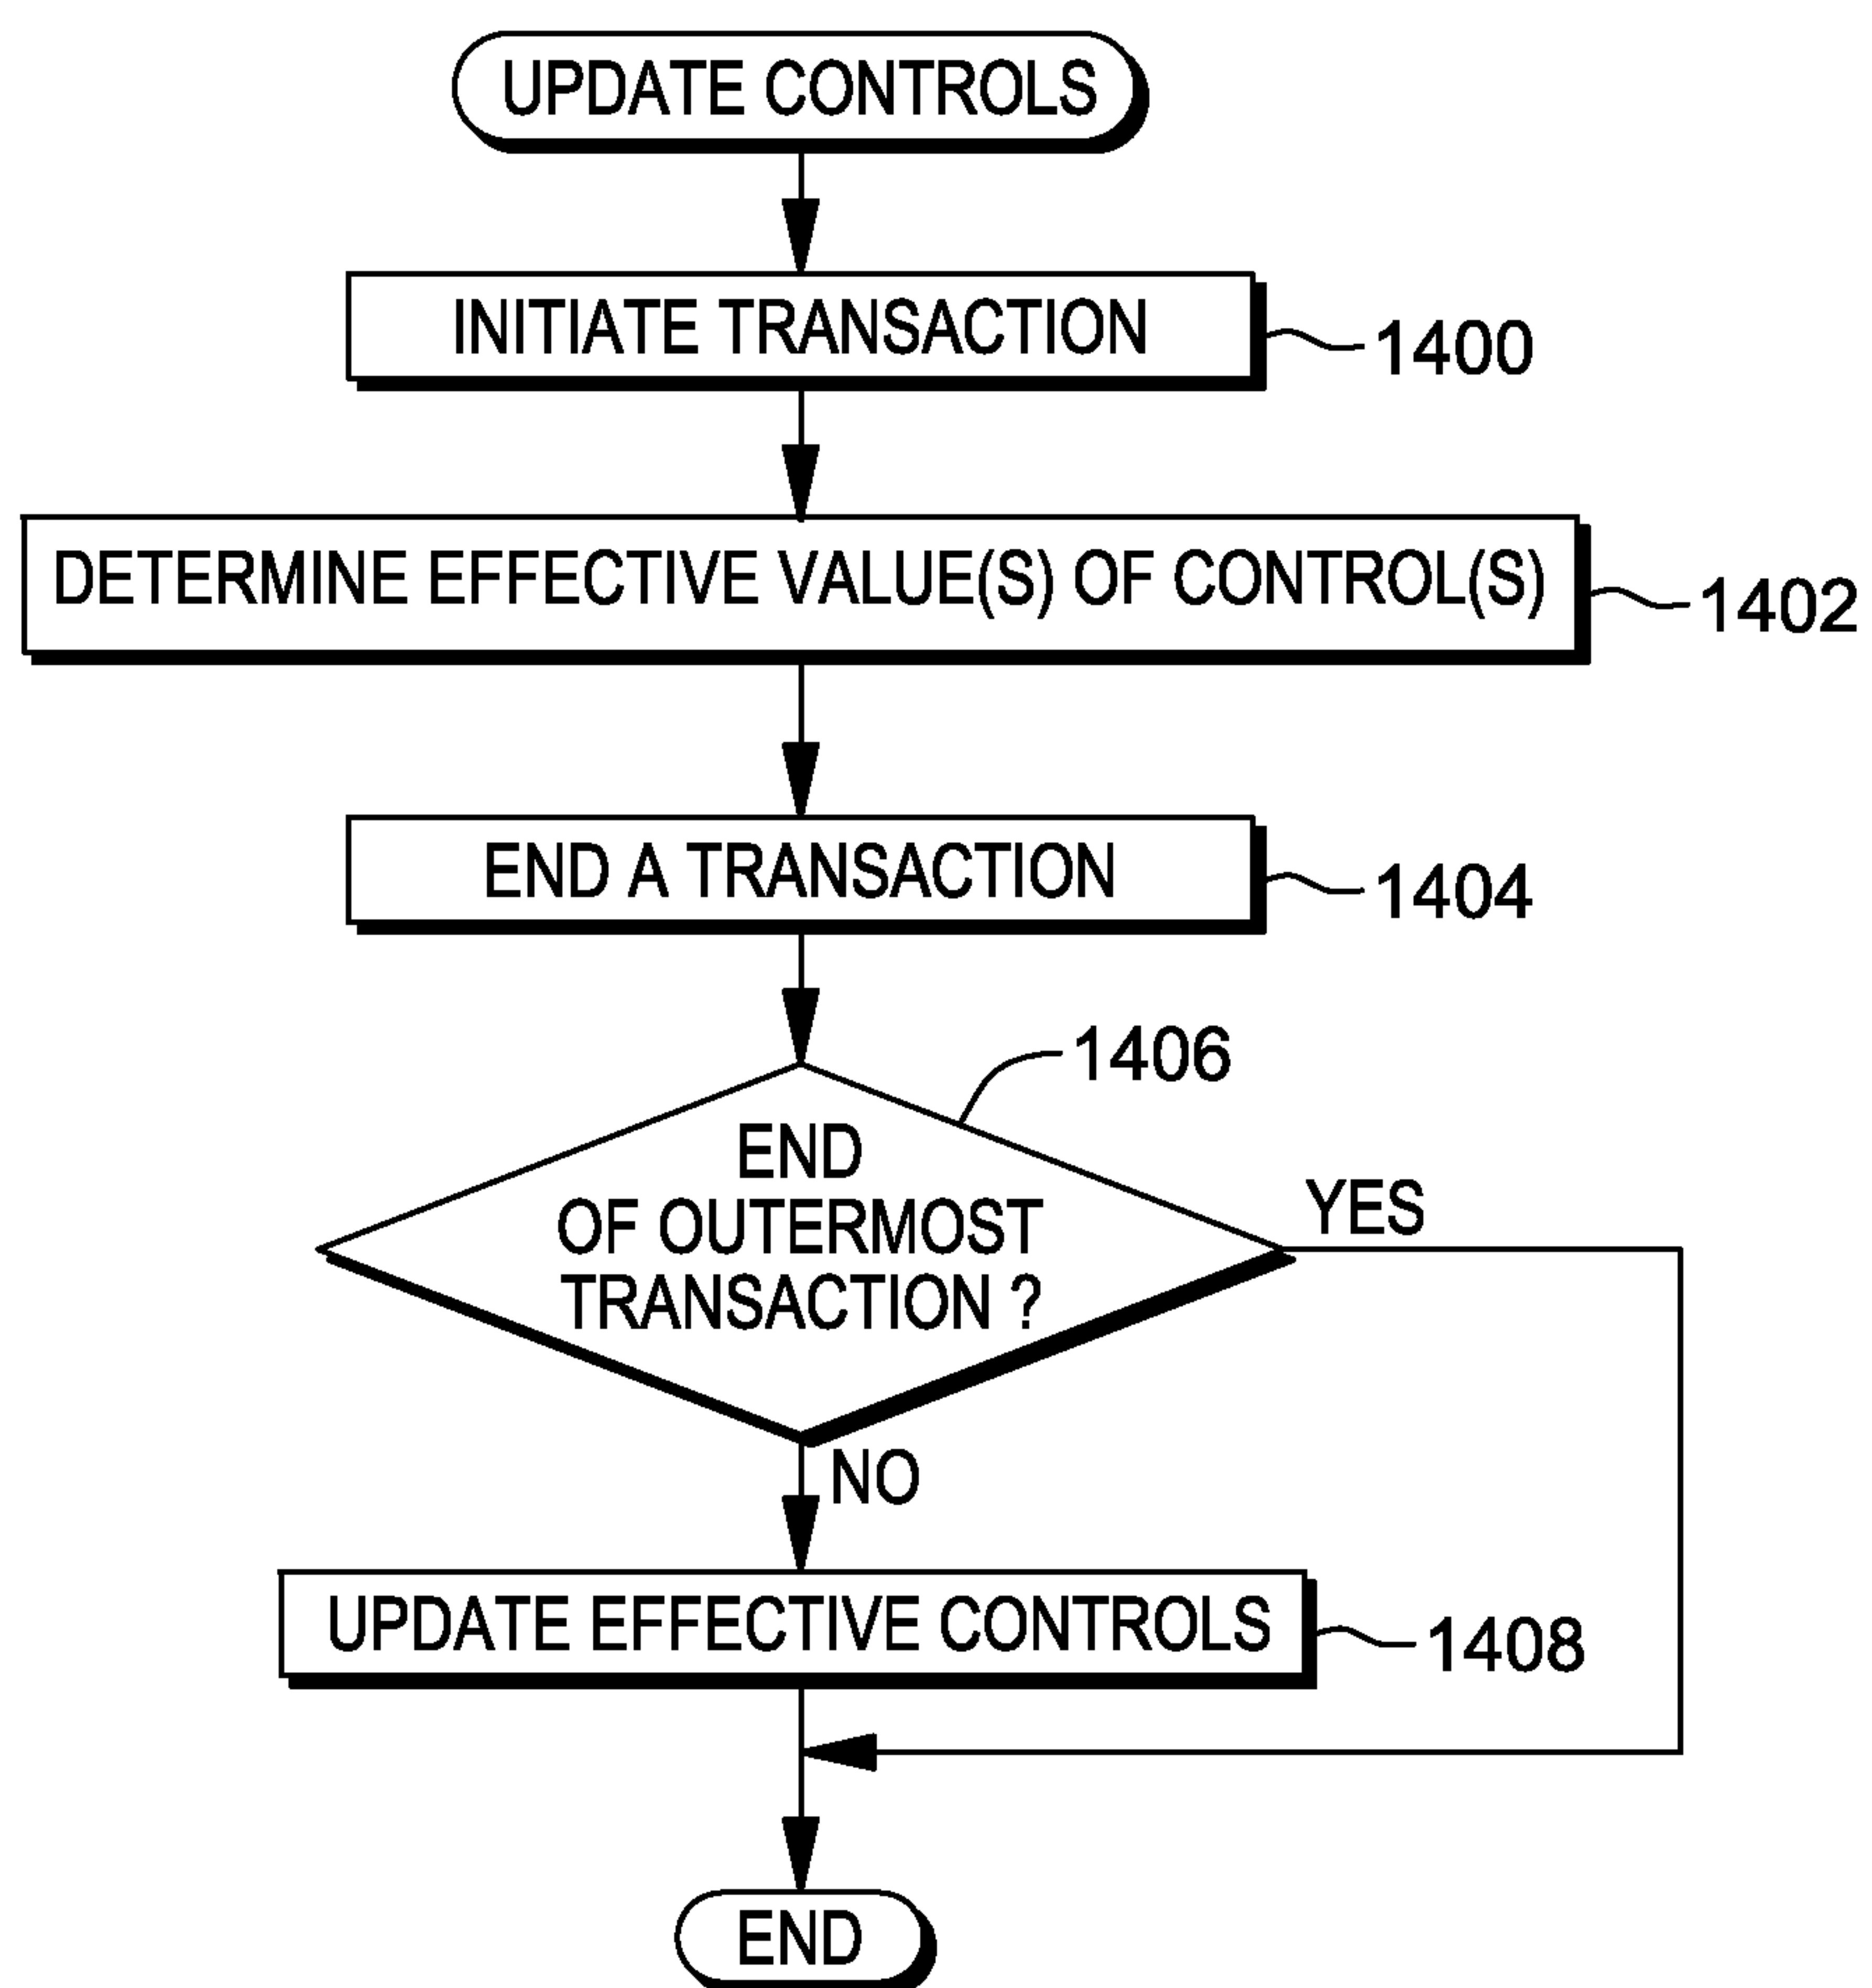 UPDATE CONTROLS
INITIATE TRANSACTION
1400
DETERMINE EFFECTIVE VALUE(S) OF CONTROL(S)
1402
END A TRANSACTION
1404
1406
END
OF OUTERMOST
TRANSACTION ?
YES
NO
UPDATE EFFECTIVE CONTROLS
1408
END